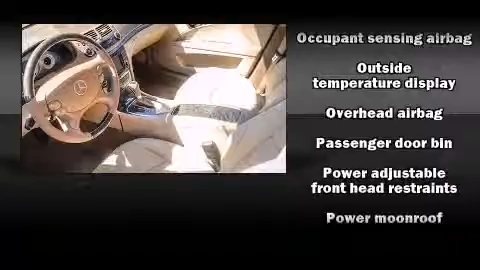 Occupant sensing airbag
Outside
temperature display
Overhead airbag
Passenger door bin
Power adjustable
front head restraints
Power moonroof